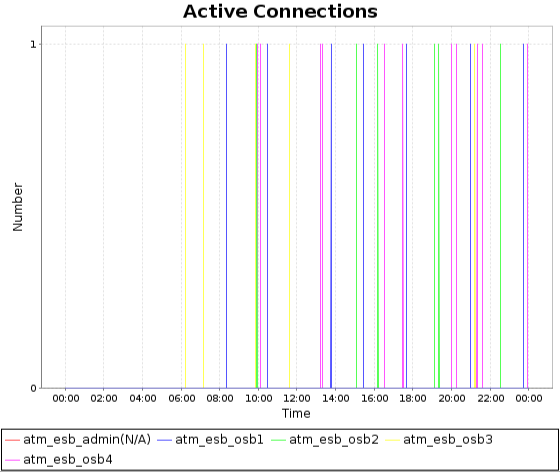 Active Connections
1
Number
0
00:00 02:00 04:00 06:00 08:00 10:00 12:00 14:00 16:00 18:00 20:00 22:00 00:00
Time
atm_esb_admin(N/A) atm_esb_osb1 atm_esb_osb2 atm_esb_osb3
atm_esb_osb4